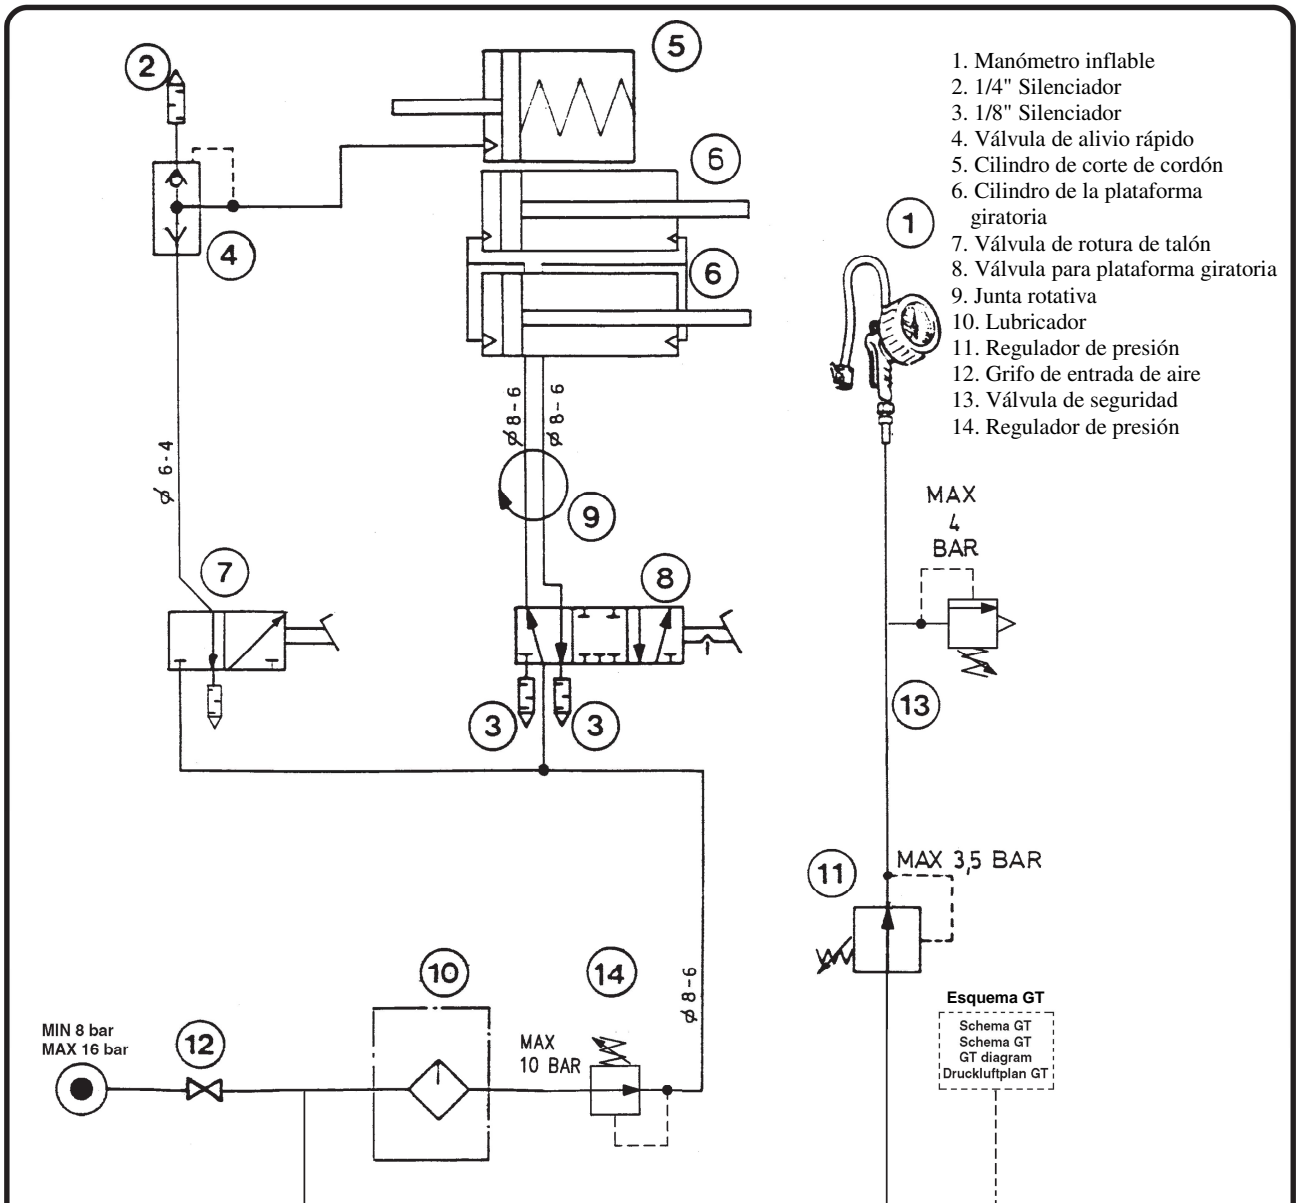 2
5
1. Manómetro inflable
2. 1/4" Silenciador
3. 1/8" Silenciador
4. Válvula de alivio rápido
5. Cilindro de corte de cordón
6. Cilindro de la plataforma
giratoria
7. Válvula de rotura de talón
8. Válvula para plataforma giratoria
9. Junta rotativa
10. Lubricador
11. Regulador de presión
12. Grifo de entrada de aire
13. Válvula de seguridad
14. Regulador de presión
6
1
4
6
ø 8-6
ø 8-6
ø 6-4
9
MAX
4
BAR
7
8
3
3
13
MAX 3,5 BAR
11
10
14
ø 8-6
MIN 8 bar
MAX 16 bar
12
MAX
10 BAR
Esquema GT
Schema GT
Schema GT
GT diagram
Druckluftplan GT